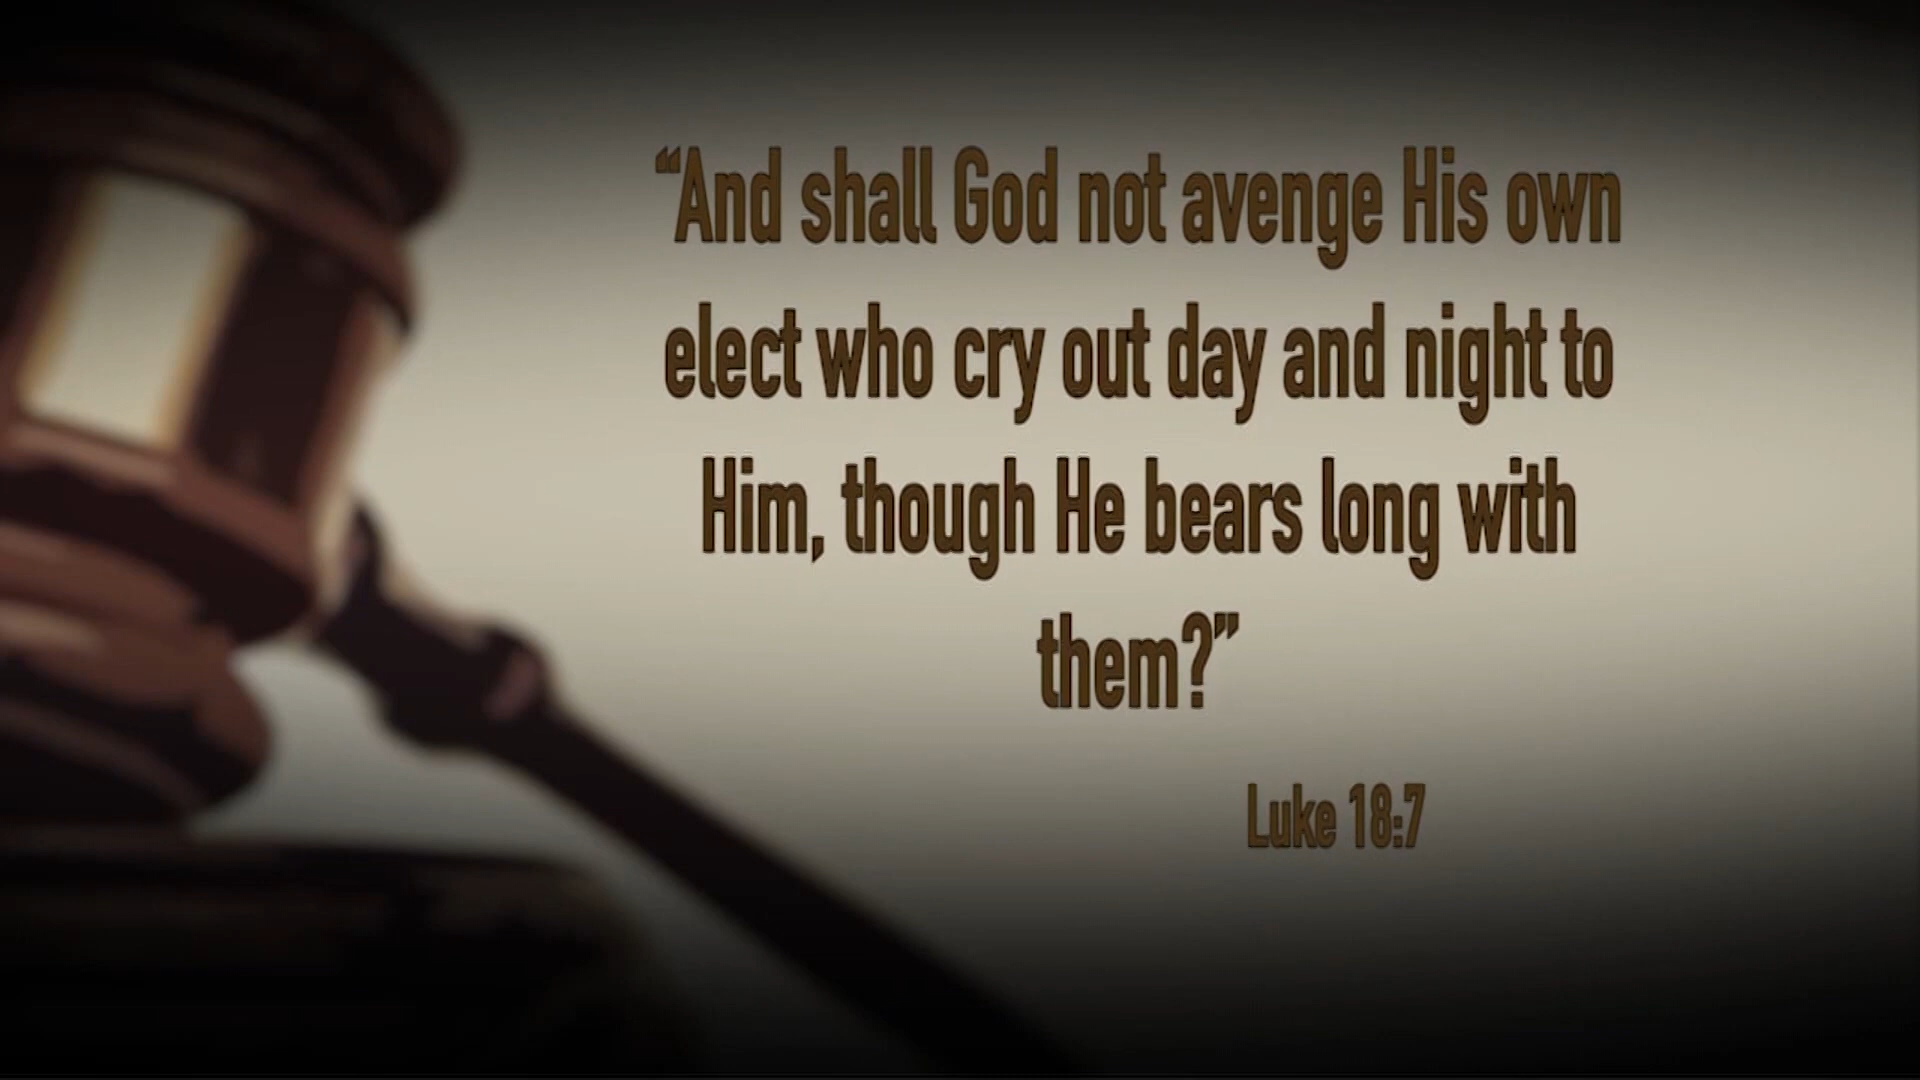 “And shall God not avenge His own
elect who cry out day and night to
Him, though He bears long with
them?”
Luke 18:7